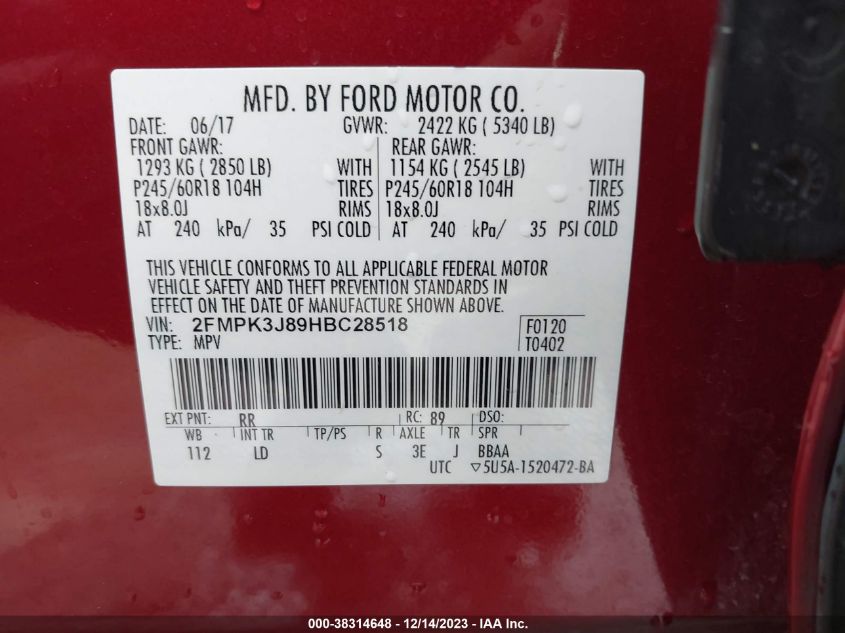 MFD. BY FORD MOTOR CO.
DATE: 06/17 GVWR: 2422 KG ( 5340 LB)
FRONT GAWR: REAR GAWR:
1293 KG ( 2850 LB) WITH 1154 KG ( 2545 LB) WITH
P245/60R18 104H TIRES P245/60R18 104H TIRES
18x8.0J RIMS 18x8.0J RIMS
AT 240 kPa/ 35 PSI COLD AT 240 kPa/ 35 PSI COLD
THIS VEHICLE CONFORMS TO ALL APPLICABLE FEDERAL MOTOR
VEHICLE SAFETY AND THEFT PREVENTION STANDARDS IN
EFFECT ON THE DATE OF MANUFACTURE SHOWN ABOVE.
VIN: 2FMPK3J89HBC28518 F0120
TYPE: MPV T0402
EXT PNT: RR RC: 89 DSO:
WB INT TR TP/PS R AXLE TR SPR
112 LD S 3E J BBAA
UTC ▽5U5A-1520472-BA
000-38314648 - 12/14/2023 - IAA Inc.